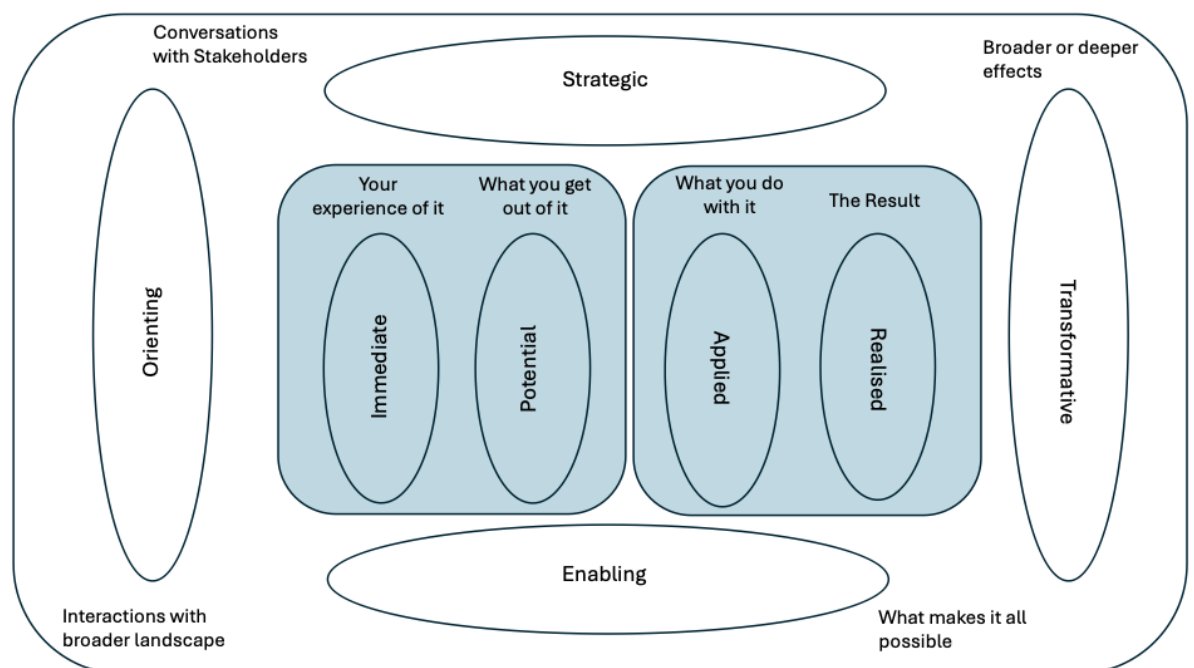 Conversations
with Stakeholders
Strategic
Broader or deeper
effects
Your
experience of it
What you get
out of it
What you do
with it
The Result
Orienting
Immediate
Potential
Applied
Realised
Transformative
Enabling
Interactions with
broader landscape
What makes it all
possible